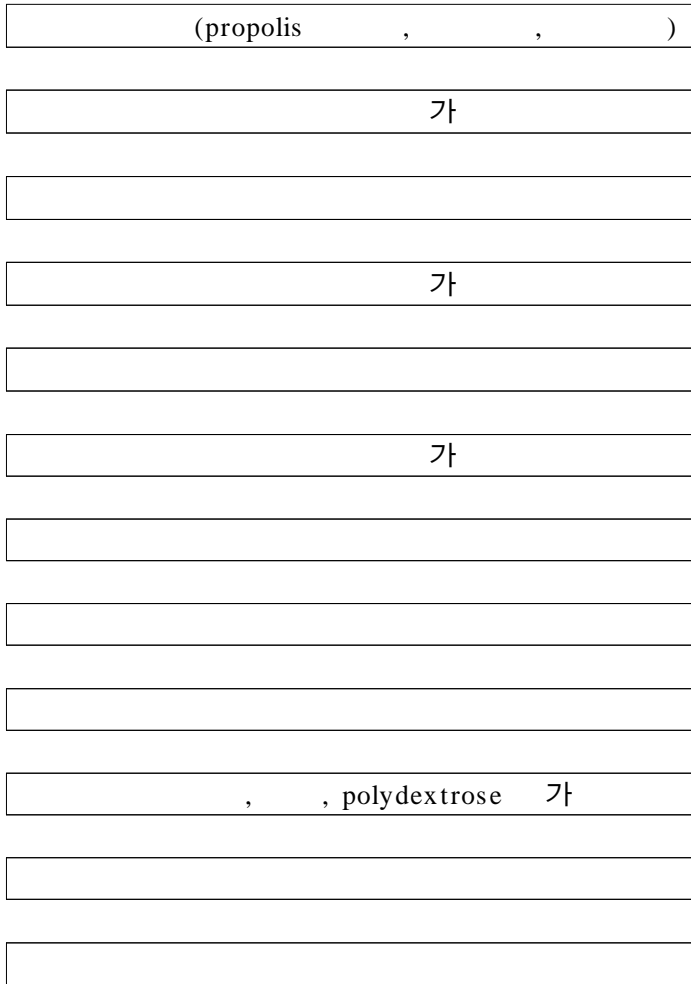 (propolis , , )
가
가
가
, , polydextrose 가